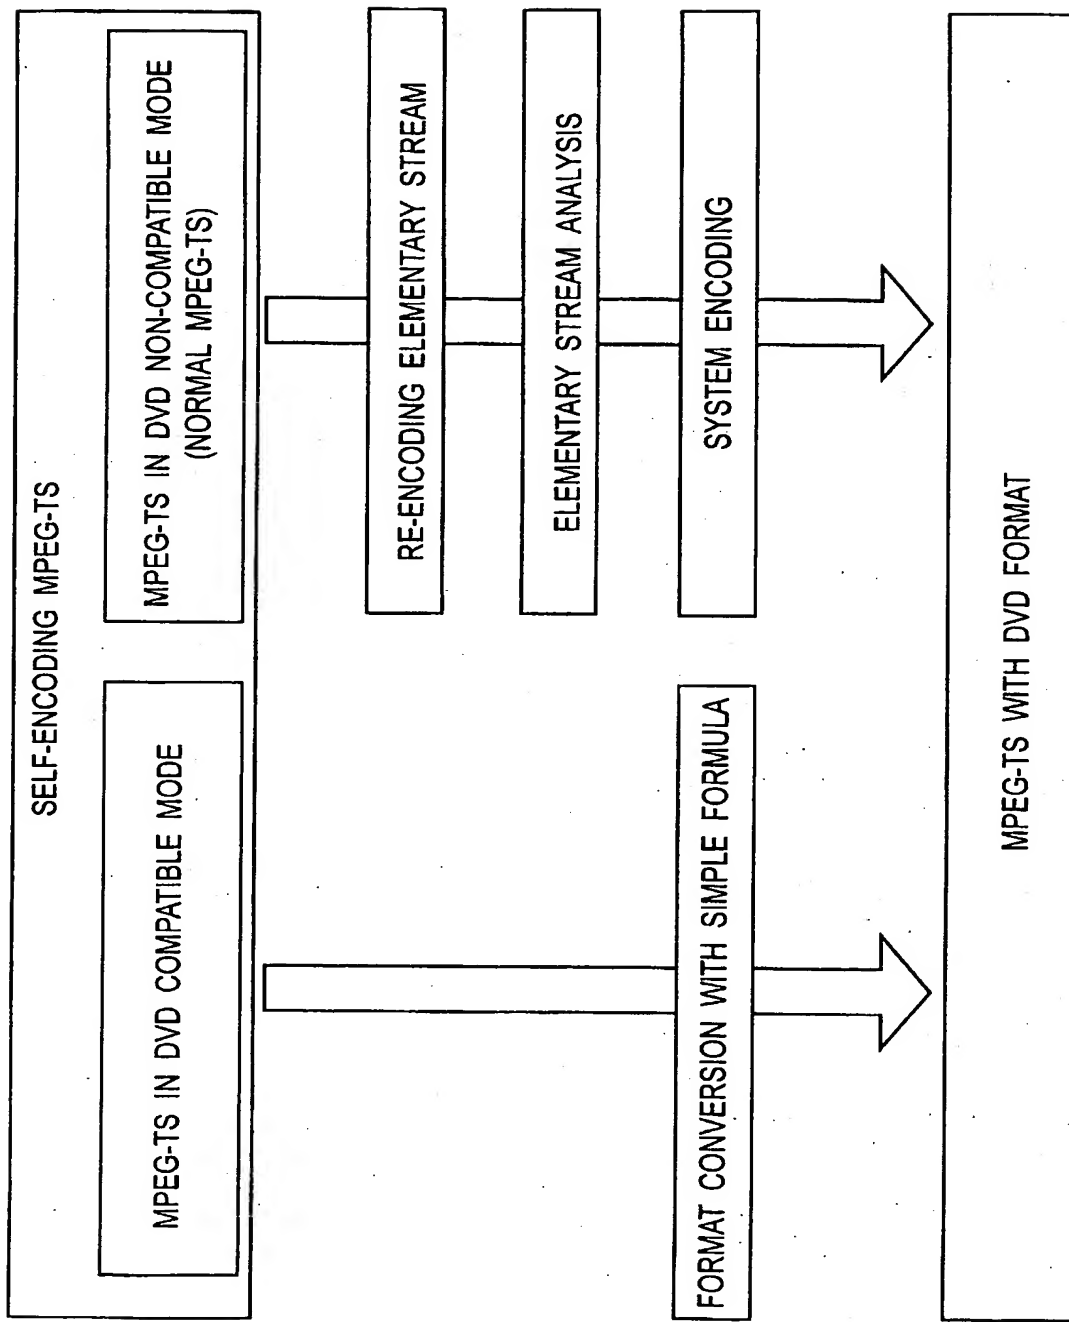 SELF-ENCODING MPEG-TS
MPEG-TS IN DVD COMPATIBLE MODE
MPEG-TS IN DVD NON-COMPATIBLE MODE
(NORMAL MPEG-TS)
RE-ENCODING ELEMENTARY STREAM
ELEMENTARY STREAM ANALYSIS
FORMAT CONVERSION WITH SIMPLE FORMULA
SYSTEM ENCODING
MPEG-TS WITH DVD FORMAT